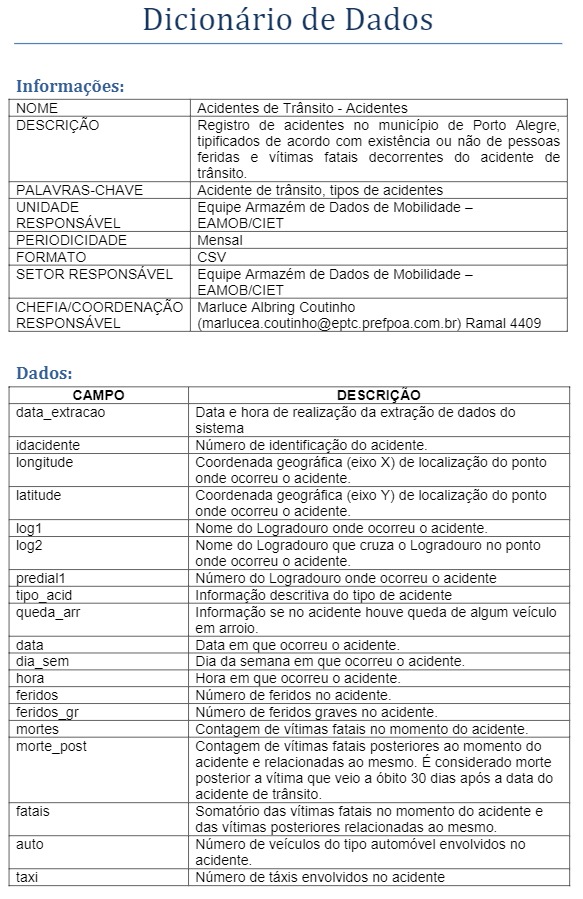 Dicionário de Dados
Informações:
NOME Acidentes de Trânsito - Acidentes
DESCRIÇÃO Registro de acidentes no município de Porto Alegre,
tipificados de acordo com existência ou não de pessoas
feridas e vítimas fatais decorrentes do acidente de
trânsito.
PALAVRAS-CHAVE Acidente de trânsito, tipos de acidentes
UNIDADE Equipe Armazém de Dados de Mobilidade –
RESPONSÁVEL EAMOB/CIET
PERIODICIDADE Mensal
FORMATO CSV
SETOR RESPONSÁVEL Equipe Armazém de Dados de Mobilidade –
EAMOB/CIET
CHEFIA/COORDENAÇÃO Marluce Albring Coutinho
RESPONSÁVEL (marlucea.coutinho@eptc.prefpoa.com.br) Ramal 4409
Dados:
CAMPO DESCRIÇÃO
data_extracao Data e hora de realização da extração de dados do
sistema
idacidente Número de identificação do acidente.
longitude Coordenada geográfica (eixo X) de localização do ponto
onde ocorreu o acidente.
latitude Coordenada geográfica (eixo Y) de localização do ponto
onde ocorreu o acidente.
log1 Nome do Logradouro onde ocorreu o acidente.
log2 Nome do Logradouro que cruza o Logradouro no ponto
onde ocorreu o acidente.
predial1 Número do Logradouro onde ocorreu o acidente
tipo_acid Informação descritiva do tipo de acidente
queda_arr Informação se no acidente houve queda de algum veículo
em arroio.
data Data em que ocorreu o acidente.
dia_sem Dia da semana em que ocorreu o acidente.
hora Hora em que ocorreu o acidente.
feridos Número de feridos no acidente.
feridos_gr Número de feridos graves no acidente.
mortes Contagem de vítimas fatais no momento do acidente.
morte_post Contagem de vítimas fatais posteriores ao momento do
acidente e relacionadas ao mesmo. É considerado morte
posterior a vítima que veio a óbito 30 dias após a data do
acidente de trânsito.
fatais Somatório das vítimas fatais no momento do acidente e
das vítimas posteriores relacionadas ao mesmo.
auto Número de veículos do tipo automóvel envolvidos no
acidente.
taxi Número de táxis envolvidos no acidente